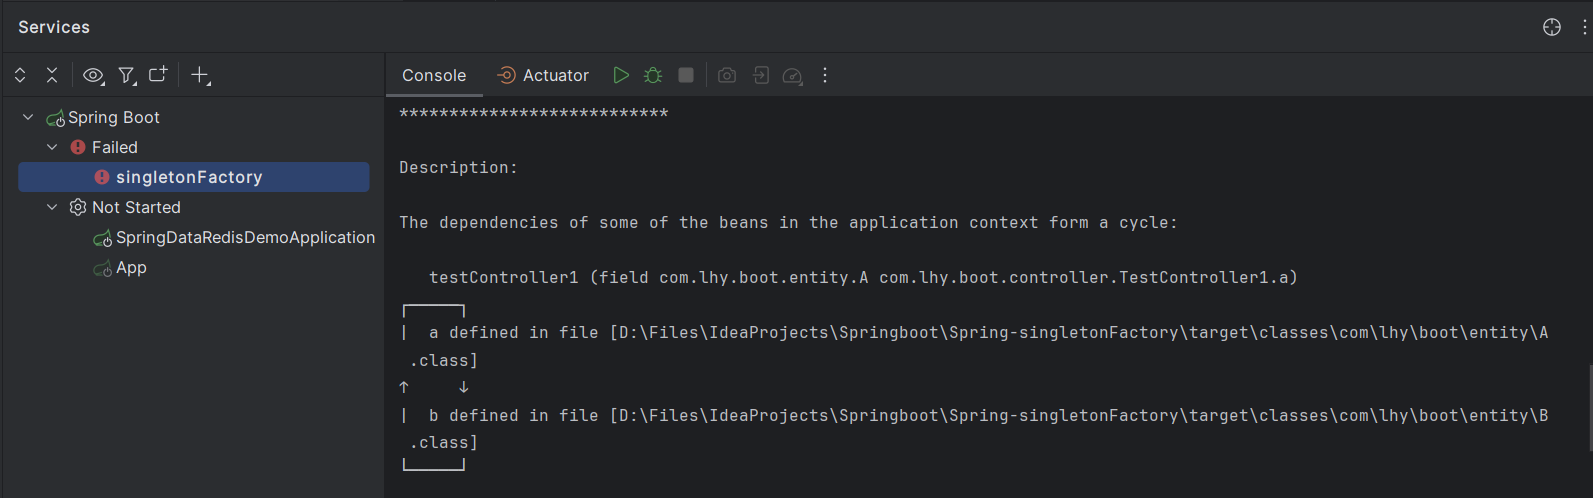 Services
Console
Actuator
Spring Boot
Failed
singletonFactory
Not Started
SpringDataRedisDemoApplication
App
***************************
Description:
The dependencies of some of the beans in the application context form a cycle:
testController1 (field com.lhy.boot.entity.A com.lhy.boot.controller.TestController1.a)
┌─────┐
|  a defined in file [D:\Files\IdeaProjects\Springboot\Spring-singletonFactory\target\classes\com\lhy\boot\entity\A
.class]
↑     ↓
|  b defined in file [D:\Files\IdeaProjects\Springboot\Spring-singletonFactory\target\classes\com\lhy\boot\entity\B
.class]
└─────┘